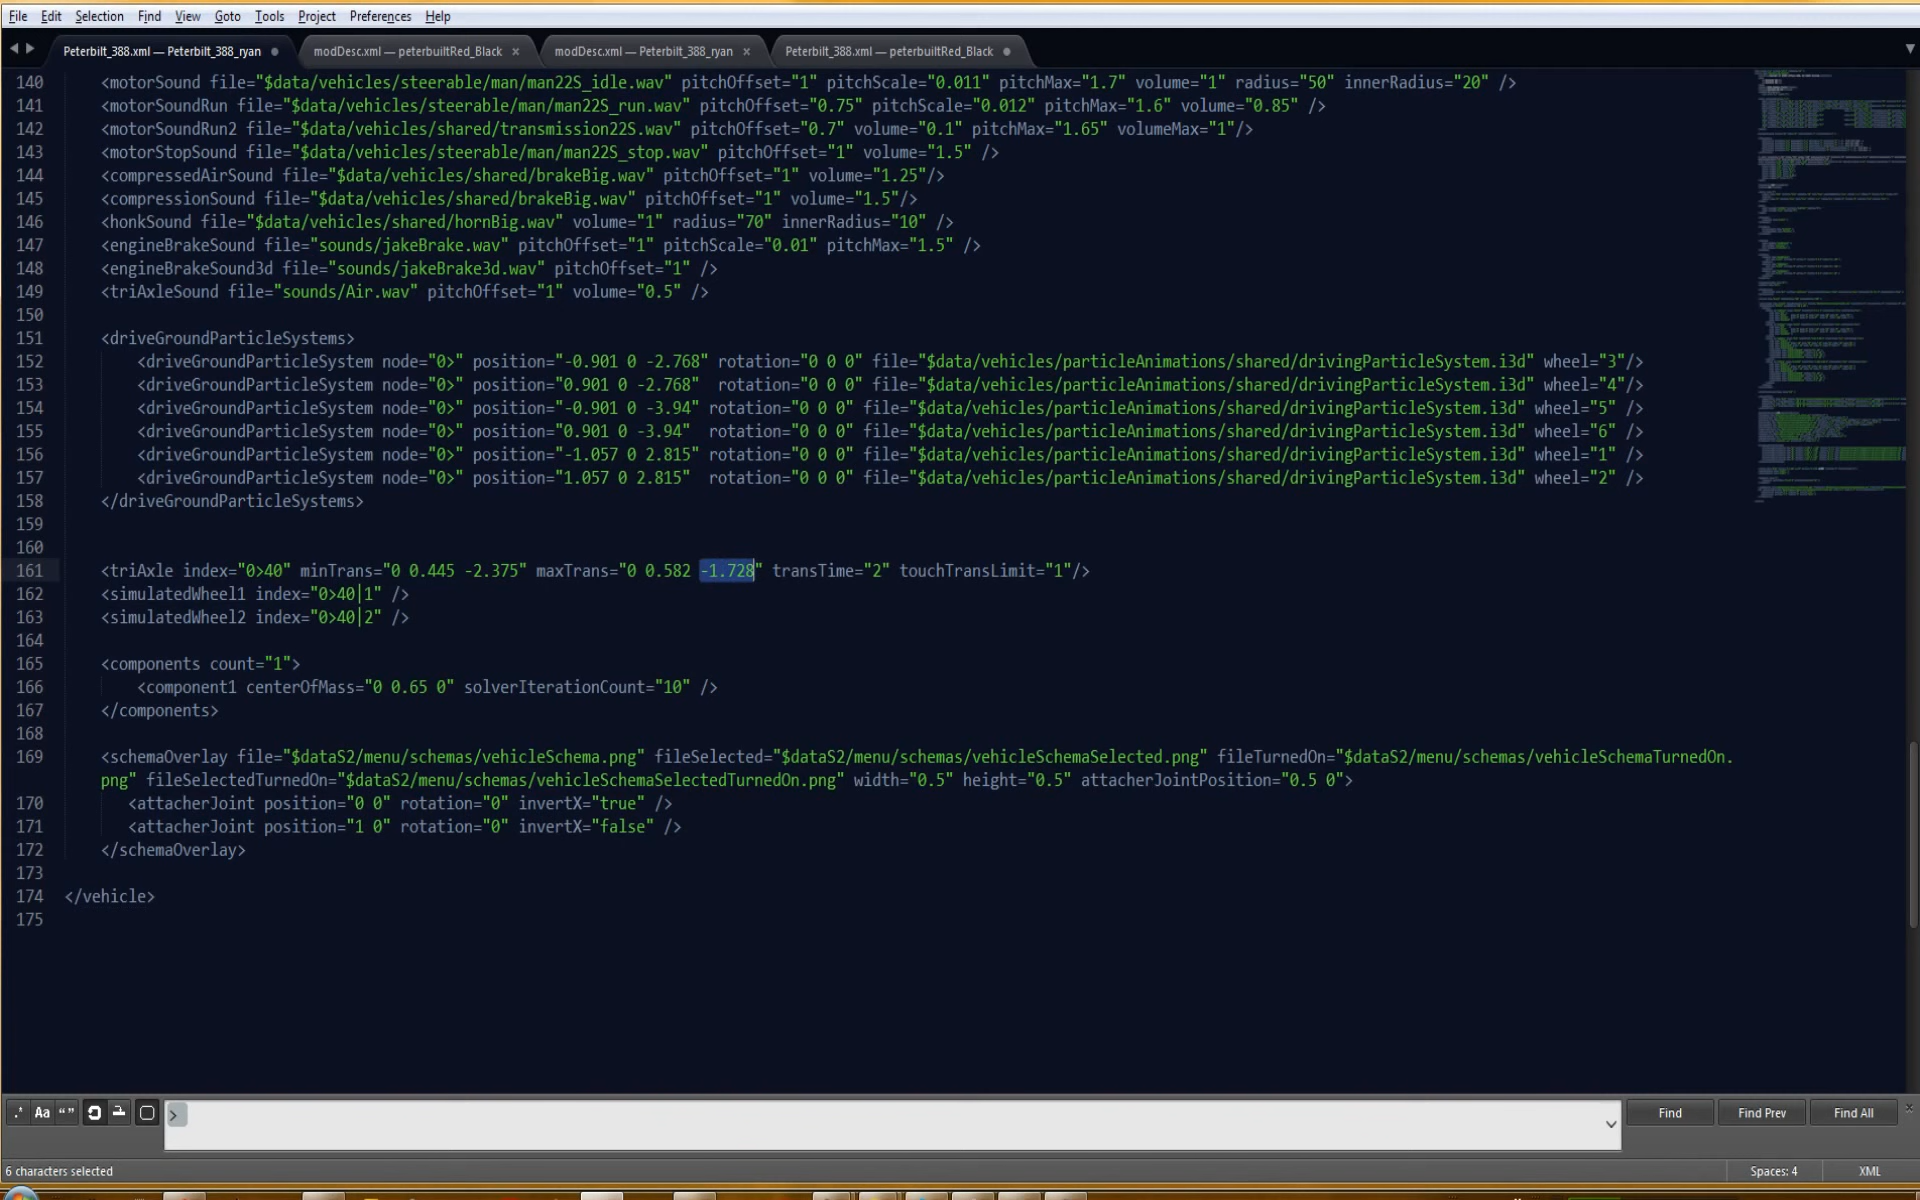 File Edit Selection Find View Goto Tools Project Preferences Help
Peterbilt_388.xml — Peterbilt_388_ryan modDesc.xml — peterbuiltRed_Black modDesc.xml — Peterbilt_388_ryan Peterbilt_388.xml — peterbuiltRed_Black
140 <motorSound file="$data/vehicles/steerable/man/man22S_idle.wav" pitchOffset="1" pitchScale="0.011" pitchMax="1.7" volume="1" radius="50" innerRadius="20" />
141 <motorSoundRun file="$data/vehicles/steerable/man/man22S_run.wav" pitchOffset="0.75" pitchScale="0.012" pitchMax="1.6" volume="0.85" />
142 <motorSoundRun2 file="$data/vehicles/shared/transmission22S.wav" pitchOffset="0.7" volume="0.1" pitchMax="1.65" volumeMax="1"/>
143 <motorStopSound file="$data/vehicles/steerable/man/man22S_stop.wav" pitchOffset="1" volume="1.5" />
144 <compressedAirSound file="$data/vehicles/shared/brakeBig.wav" pitchOffset="1" volume="1.25"/>
145 <compressionSound file="$data/vehicles/shared/brakeBig.wav" pitchOffset="1" volume="1.5"/>
146 <honkSound file="$data/vehicles/shared/hornBig.wav" volume="1" radius="70" innerRadius="10" />
147 <engineBrakeSound file="sounds/jakeBrake.wav" pitchOffset="1" pitchScale="0.01" pitchMax="1.5" />
148 <engineBrakeSound3d file="sounds/jakeBrake3d.wav" pitchOffset="1" />
149 <triAxleSound file="sounds/Air.wav" pitchOffset="1" volume="0.5" />
150
151 <driveGroundParticleSystems>
152 <driveGroundParticleSystem node="0>" position="-0.901 0 -2.768" rotation="0 0 0" file="$data/vehicles/particleAnimations/shared/drivingParticleSystem.i3d" wheel="3"/>
153 <driveGroundParticleSystem node="0>" position="0.901 0 -2.768" rotation="0 0 0" file="$data/vehicles/particleAnimations/shared/drivingParticleSystem.i3d" wheel="4"/>
154 <driveGroundParticleSystem node="0>" position="-0.901 0 -3.94" rotation="0 0 0" file="$data/vehicles/particleAnimations/shared/drivingParticleSystem.i3d" wheel="5" />
155 <driveGroundParticleSystem node="0>" position="0.901 0 -3.94" rotation="0 0 0" file="$data/vehicles/particleAnimations/shared/drivingParticleSystem.i3d" wheel="6" />
156 <driveGroundParticleSystem node="0>" position="-1.057 0 2.815" rotation="0 0 0" file="$data/vehicles/particleAnimations/shared/drivingParticleSystem.i3d" wheel="1" />
157 <driveGroundParticleSystem node="0>" position="1.057 0 2.815" rotation="0 0 0" file="$data/vehicles/particleAnimations/shared/drivingParticleSystem.i3d" wheel="2" />
158 </driveGroundParticleSystems>
159
160
161 <triAxle index="0>40" minTrans="0 0.445 -2.375" maxTrans="0 0.582 -1.728" transTime="2" touchTransLimit="1"/>
162 <simulatedWheel1 index="0>40|1" />
163 <simulatedWheel2 index="0>40|2" />
164
165 <components count="1">
166 <component1 centerOfMass="0 0.65 0" solverIterationCount="10" />
167 </components>
168
169 <schemaOverlay file="$dataS2/menu/schemas/vehicleSchema.png" fileSelected="$dataS2/menu/schemas/vehicleSchemaSelected.png" fileTurnedOn="$dataS2/menu/schemas/vehicleSchemaTurnedOn.
png" fileSelectedTurnedOn="$dataS2/menu/schemas/vehicleSchemaSelectedTurnedOn.png" width="0.5" height="0.5" attacherJointPosition="0.5 0">
170 <attacherJoint position="0 0" rotation="0" invertX="true" />
171 <attacherJoint position="1 0" rotation="0" invertX="false" />
172 </schemaOverlay>
173
174 </vehicle>
175
.* Aa “” > Find Find Prev Find All
6 characters selected Spaces: 4 XML